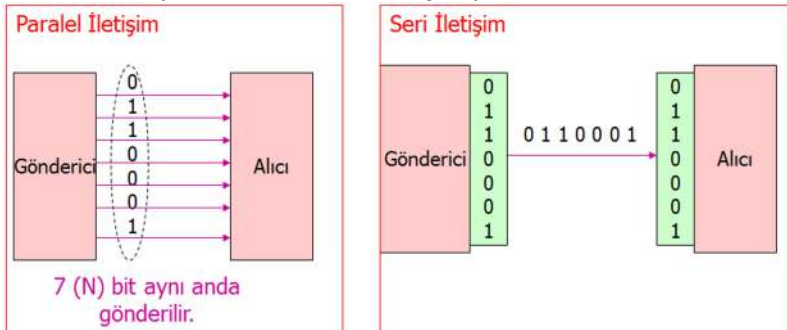 Paralel İletişim
0
1
1
0
0
0
1
Gönderici
Alıcı
7 (N) bit aynı anda
gönderilir.
Seri İletişim
Gönderici
0
1
1
0
0
0
1
0 1 1 0 0 0 1
0
1
1
0
0
0
1
Alıcı